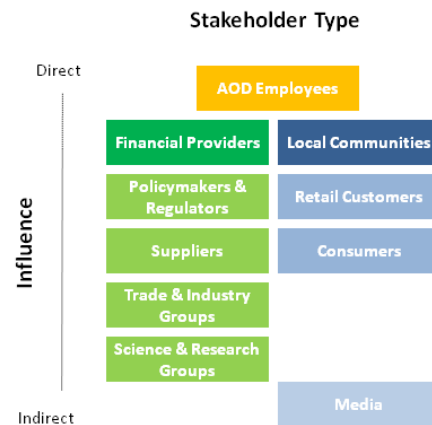 Stakeholder Type
Direct
AOD Employees
Financial Providers
Local Communities
Policymakers &
Regulators
Retail Customers
Influence
Suppliers
Consumers
Trade & Industry
Groups
Science & Research
Groups
Media
Indirect